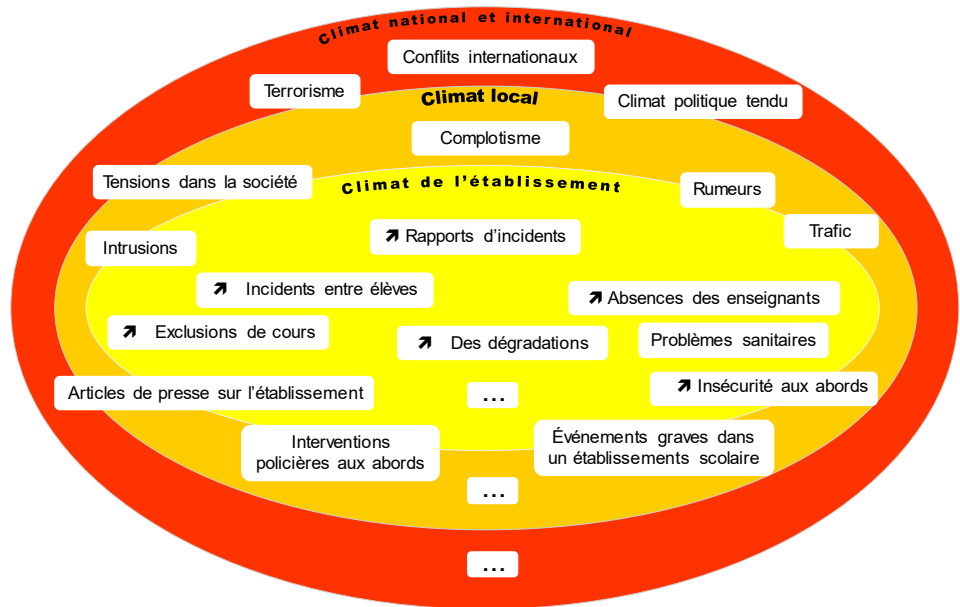 Climat national et international
Conflits internationaux
Terrorisme
Climat politique tendu
Climat local
Complotisme
Tensions dans la société
Climat de l’établissement
Rumeurs
Trafic
Intrusions
↗ Rapports d’incidents
↗ Incidents entre élèves
↗ Absences des enseignants
↗ Exclusions de cours
↗ Des dégradations
Problèmes sanitaires
Articles de presse sur l’établissement
...
↗ Insécurité aux abords
Interventions
policières aux abords
Événements graves dans
un établissements scolaire
...
...